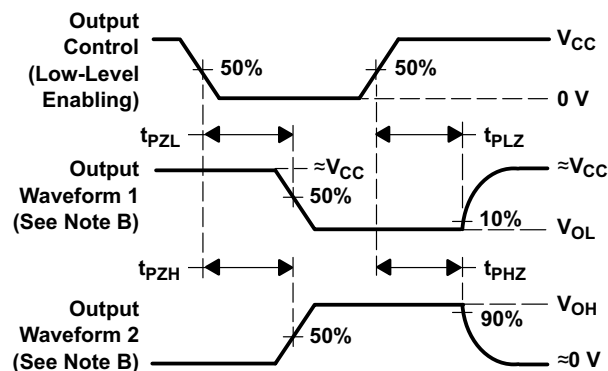 Output
Control
(Low-Level
Enabling)
50%
50%
VCC
0 V
tPZL
tPLZ
Output
Waveform 1
(See Note B)
≈VCC
50%
≈VCC
10%
VOL
tPZH
tPHZ
Output
Waveform 2
(See Note B)
50%
VOH
90%
≈0 V